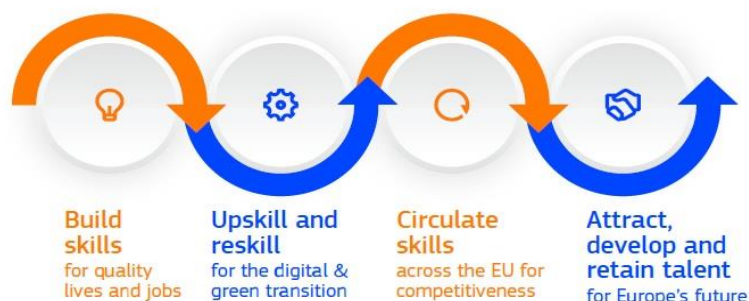 Build
skills
for quality
lives and jobs
Upskill and
reskill
for the digital &
green transition
Circulate
skills
across the EU for
competitiveness
Attract,
develop and
retain talent
for Europe's future